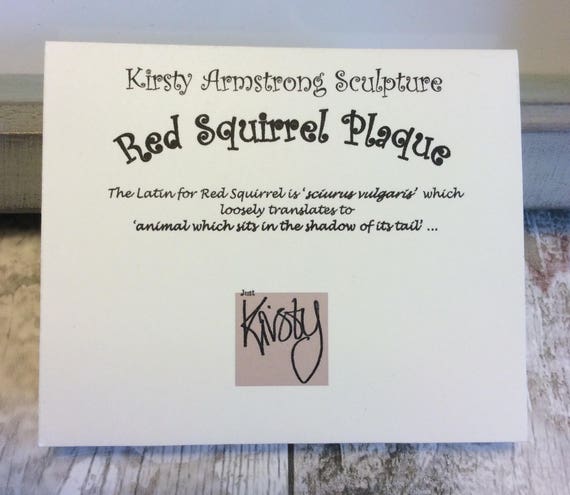 Kirsty Armstrong Sculpture
Red Squirrel Plaque
The Latin for Red Squirrel is ‘sciurus vulgaris’ which
loosely translates to
‘animal which sits in the shadow of its tail’ ...
Just
Kirsty